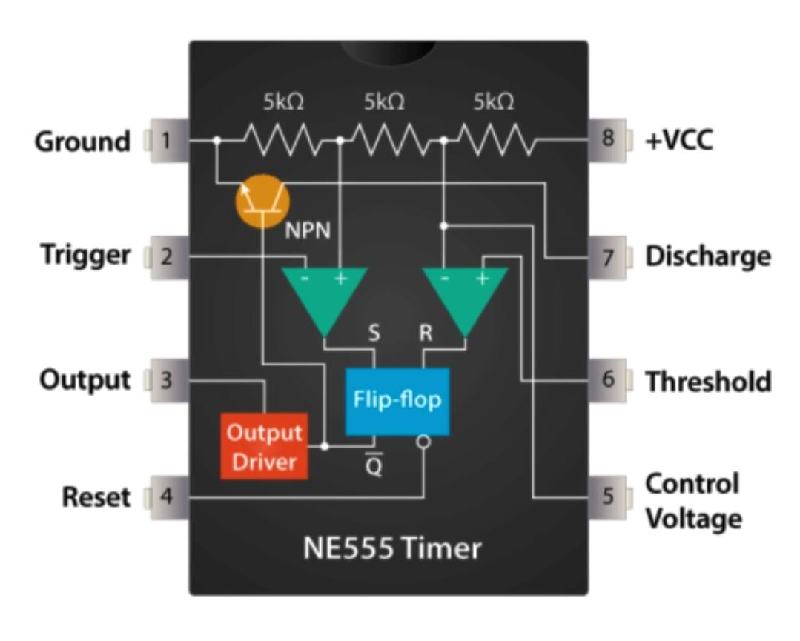 5kΩ 5kΩ 5kΩ
Ground 1
8 +VCC
NPN
Trigger 2
7 Discharge
- +
- +
S R
Output 3
Flip-flop
6 Threshold
Output
Driver
Q̅
Reset 4
5 Control
Voltage
NE555 Timer